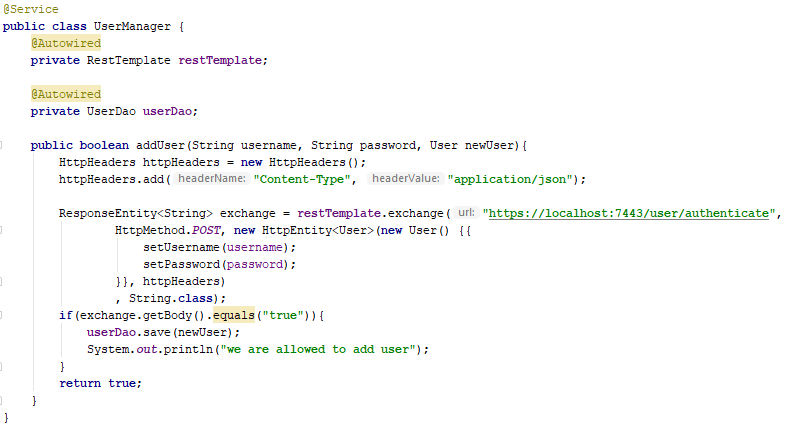 @Service
public class UserManager {
@Autowired
private RestTemplate restTemplate;
@Autowired
private UserDao userDao;
public boolean addUser(String username, String password, User newUser){
HttpHeaders httpHeaders = new HttpHeaders();
httpHeaders.add( headerName: "Content-Type", headerValue: "application/json");
ResponseEntity<String> exchange = restTemplate.exchange( url: "https://localhost:7443/user/authenticate",
HttpMethod.POST, new HttpEntity<User>(new User() {{
setUsername(username);
setPassword(password);
}}, httpHeaders)
, String.class);
if(exchange.getBody().equals("true")){
userDao.save(newUser);
System.out.println("we are allowed to add user");
}
return true;
}
}